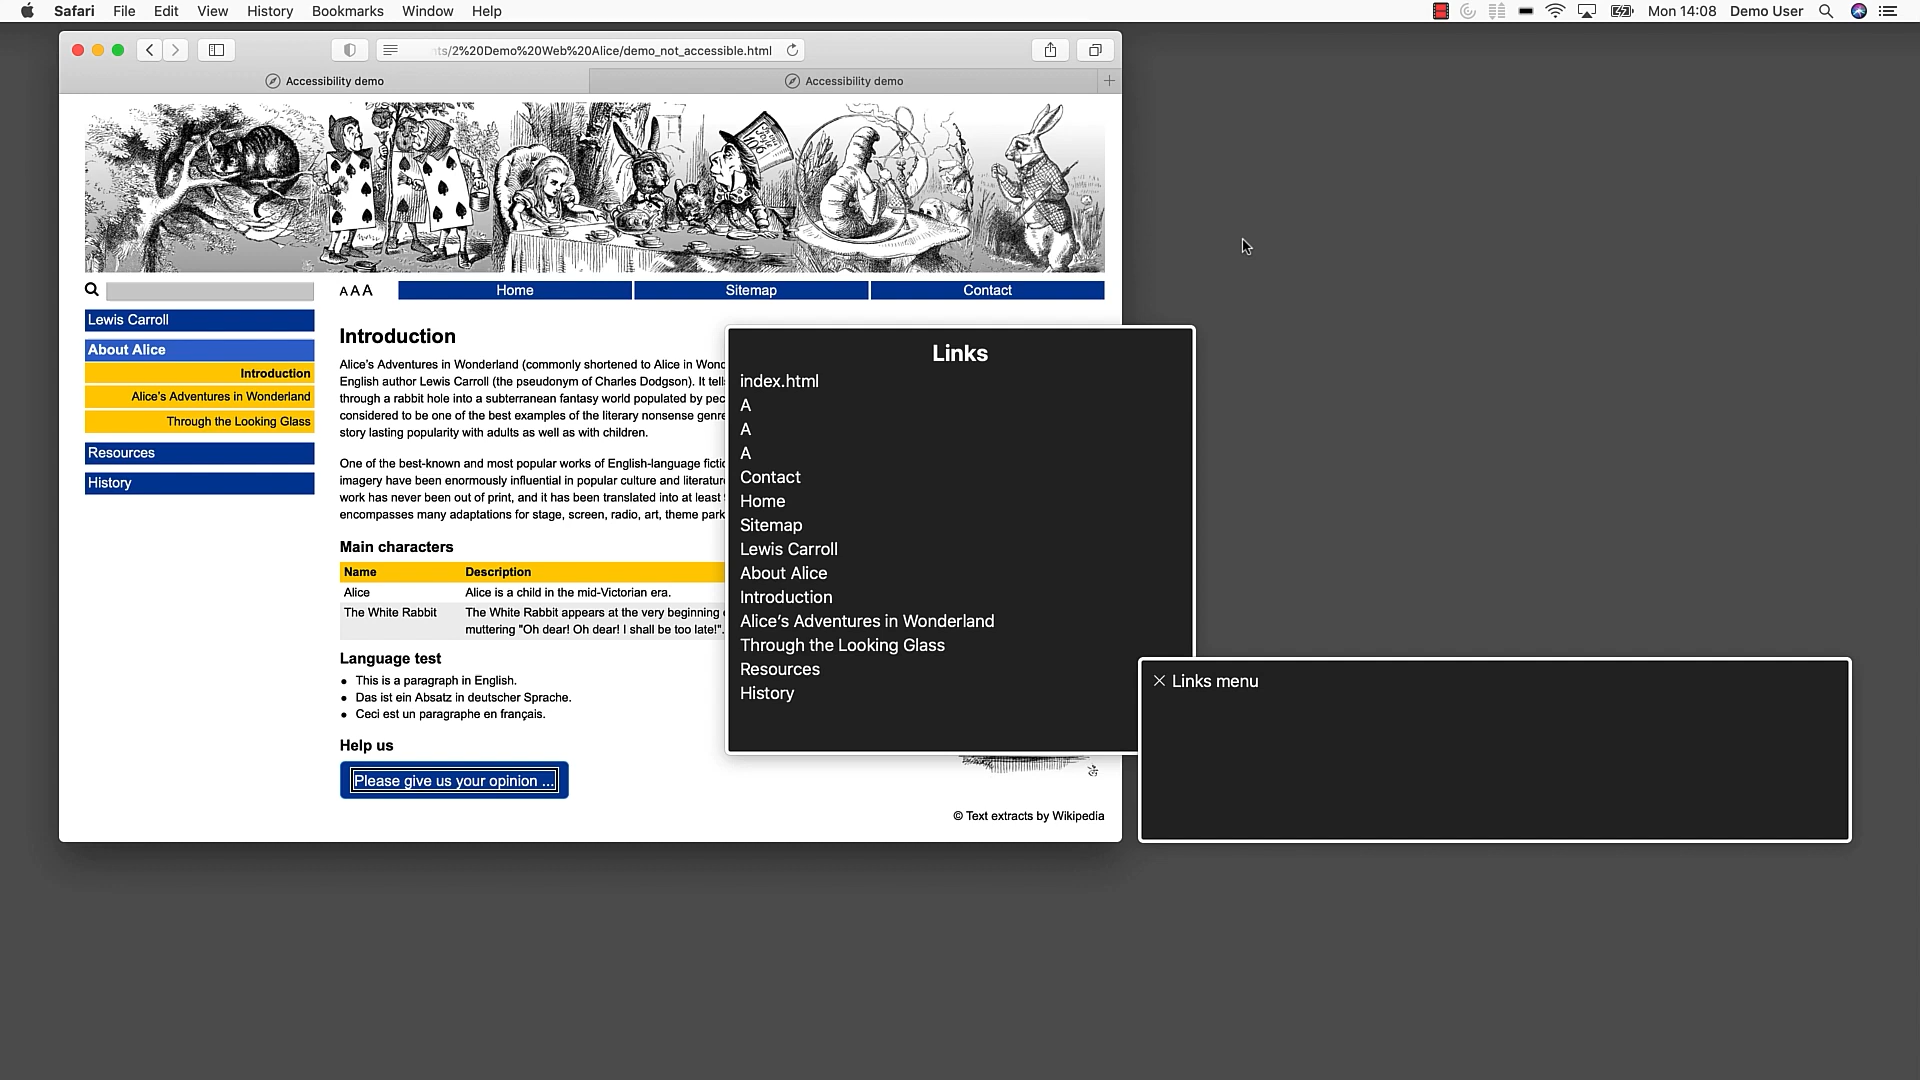 Safari File Edit View History Bookmarks Window Help
Mon 14:08 Demo User
ts/2%20Demo%20Web%20Alice/demo_not_accessible.html
Accessibility demo
Accessibility demo
A A A
Home
Sitemap
Contact
Lewis Carroll
About Alice
Introduction
Alice's Adventures in Wonderland
Through the Looking Glass
Resources
History
Introduction
Alice's Adventures in Wonderland (commonly shortened to Alice in
English author Lewis Carroll (the pseudonym of Charles Dodgson). It
through a rabbit hole into a subterranean fantasy world populated by
considered to be one of the best examples of the literary nonsense
story lasting popularity with adults as well as with children.
One of the best-known and most popular works of English-language
imagery have been enormously influential in popular culture and
work has never been out of print, and it has been translated into at least
encompasses many adaptations for stage, screen, radio, art, theme
Main characters
Name Description
Alice Alice is a child in the mid-Victorian era.
The White Rabbit The White Rabbit appears at the very beginning
muttering "Oh dear! Oh dear! I shall be too late!".
Language test
• This is a paragraph in English.
• Das ist ein Absatz in deutscher Sprache.
• Ceci est un paragraphe en français.
Help us
Please give us your opinion ...
© Text extracts by Wikipedia
Links
index.html
A
A
A
Contact
Home
Sitemap
Lewis Carroll
About Alice
Introduction
Alice's Adventures in Wonderland
Through the Looking Glass
Resources
History
Links menu